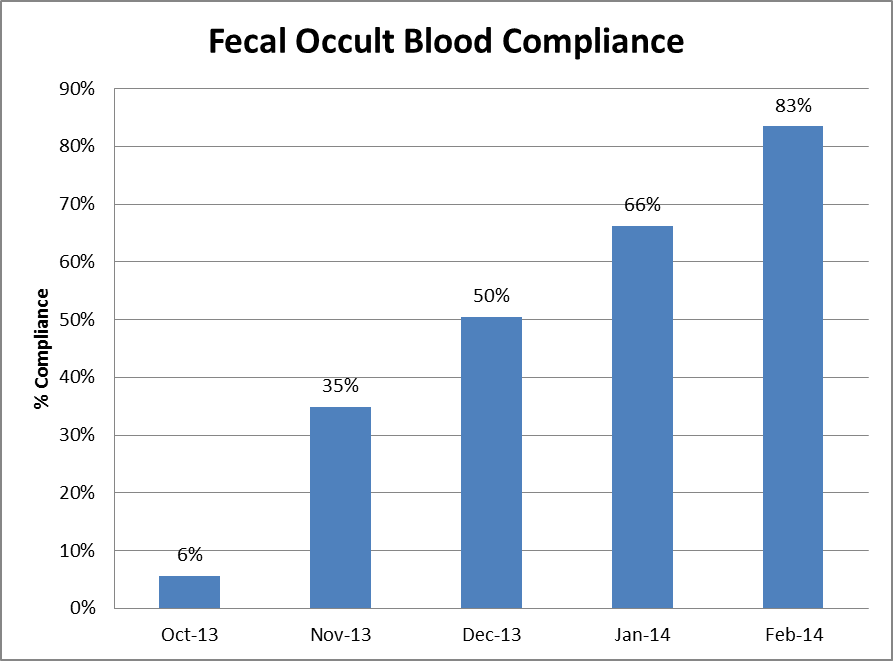 Fecal Occult Blood Compliance
% Compliance
90%
80%
70%
60%
50%
40%
30%
20%
10%
0%
6%
35%
50%
66%
83%
Oct-13
Nov-13
Dec-13
Jan-14
Feb-14